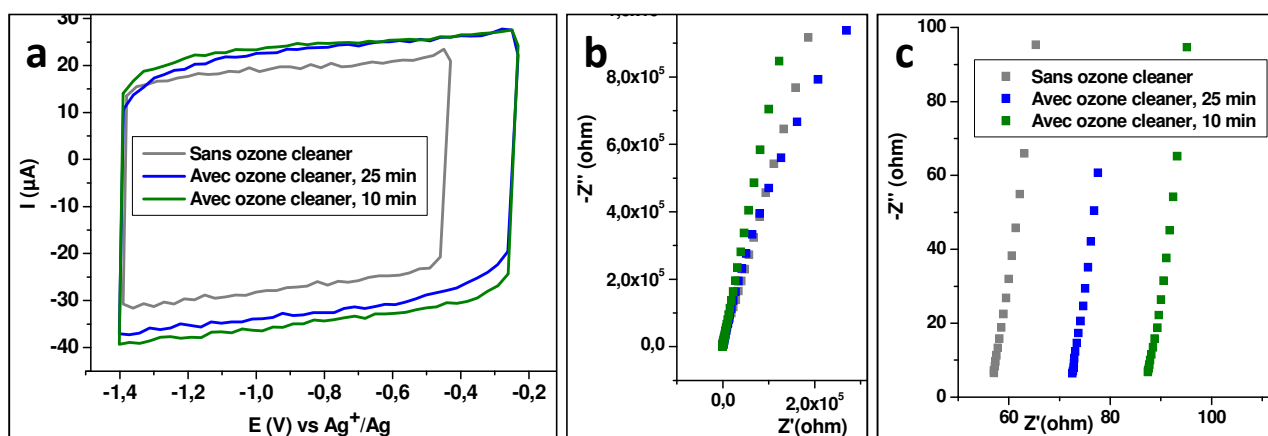 a
30
20
10
0
-10
-20
-30
-40
I (µA)
Sans ozone cleaner
Avec ozone cleaner, 25 min
Avec ozone cleaner, 10 min
-1,4 -1,2 -1,0 -0,8 -0,6 -0,4 -0,2
E (V) vs Ag⁺/Ag
b
8,0x10⁵
6,0x10⁵
4,0x10⁵
2,0x10⁵
0,0
-Z'' (ohm)
0,0 2,0x10⁵
Z'(ohm)
c
100
80
60
40
20
0
-Z'' (ohm)
Sans ozone cleaner
Avec ozone cleaner, 25 min
Avec ozone cleaner, 10 min
60 80 100
Z'(ohm)